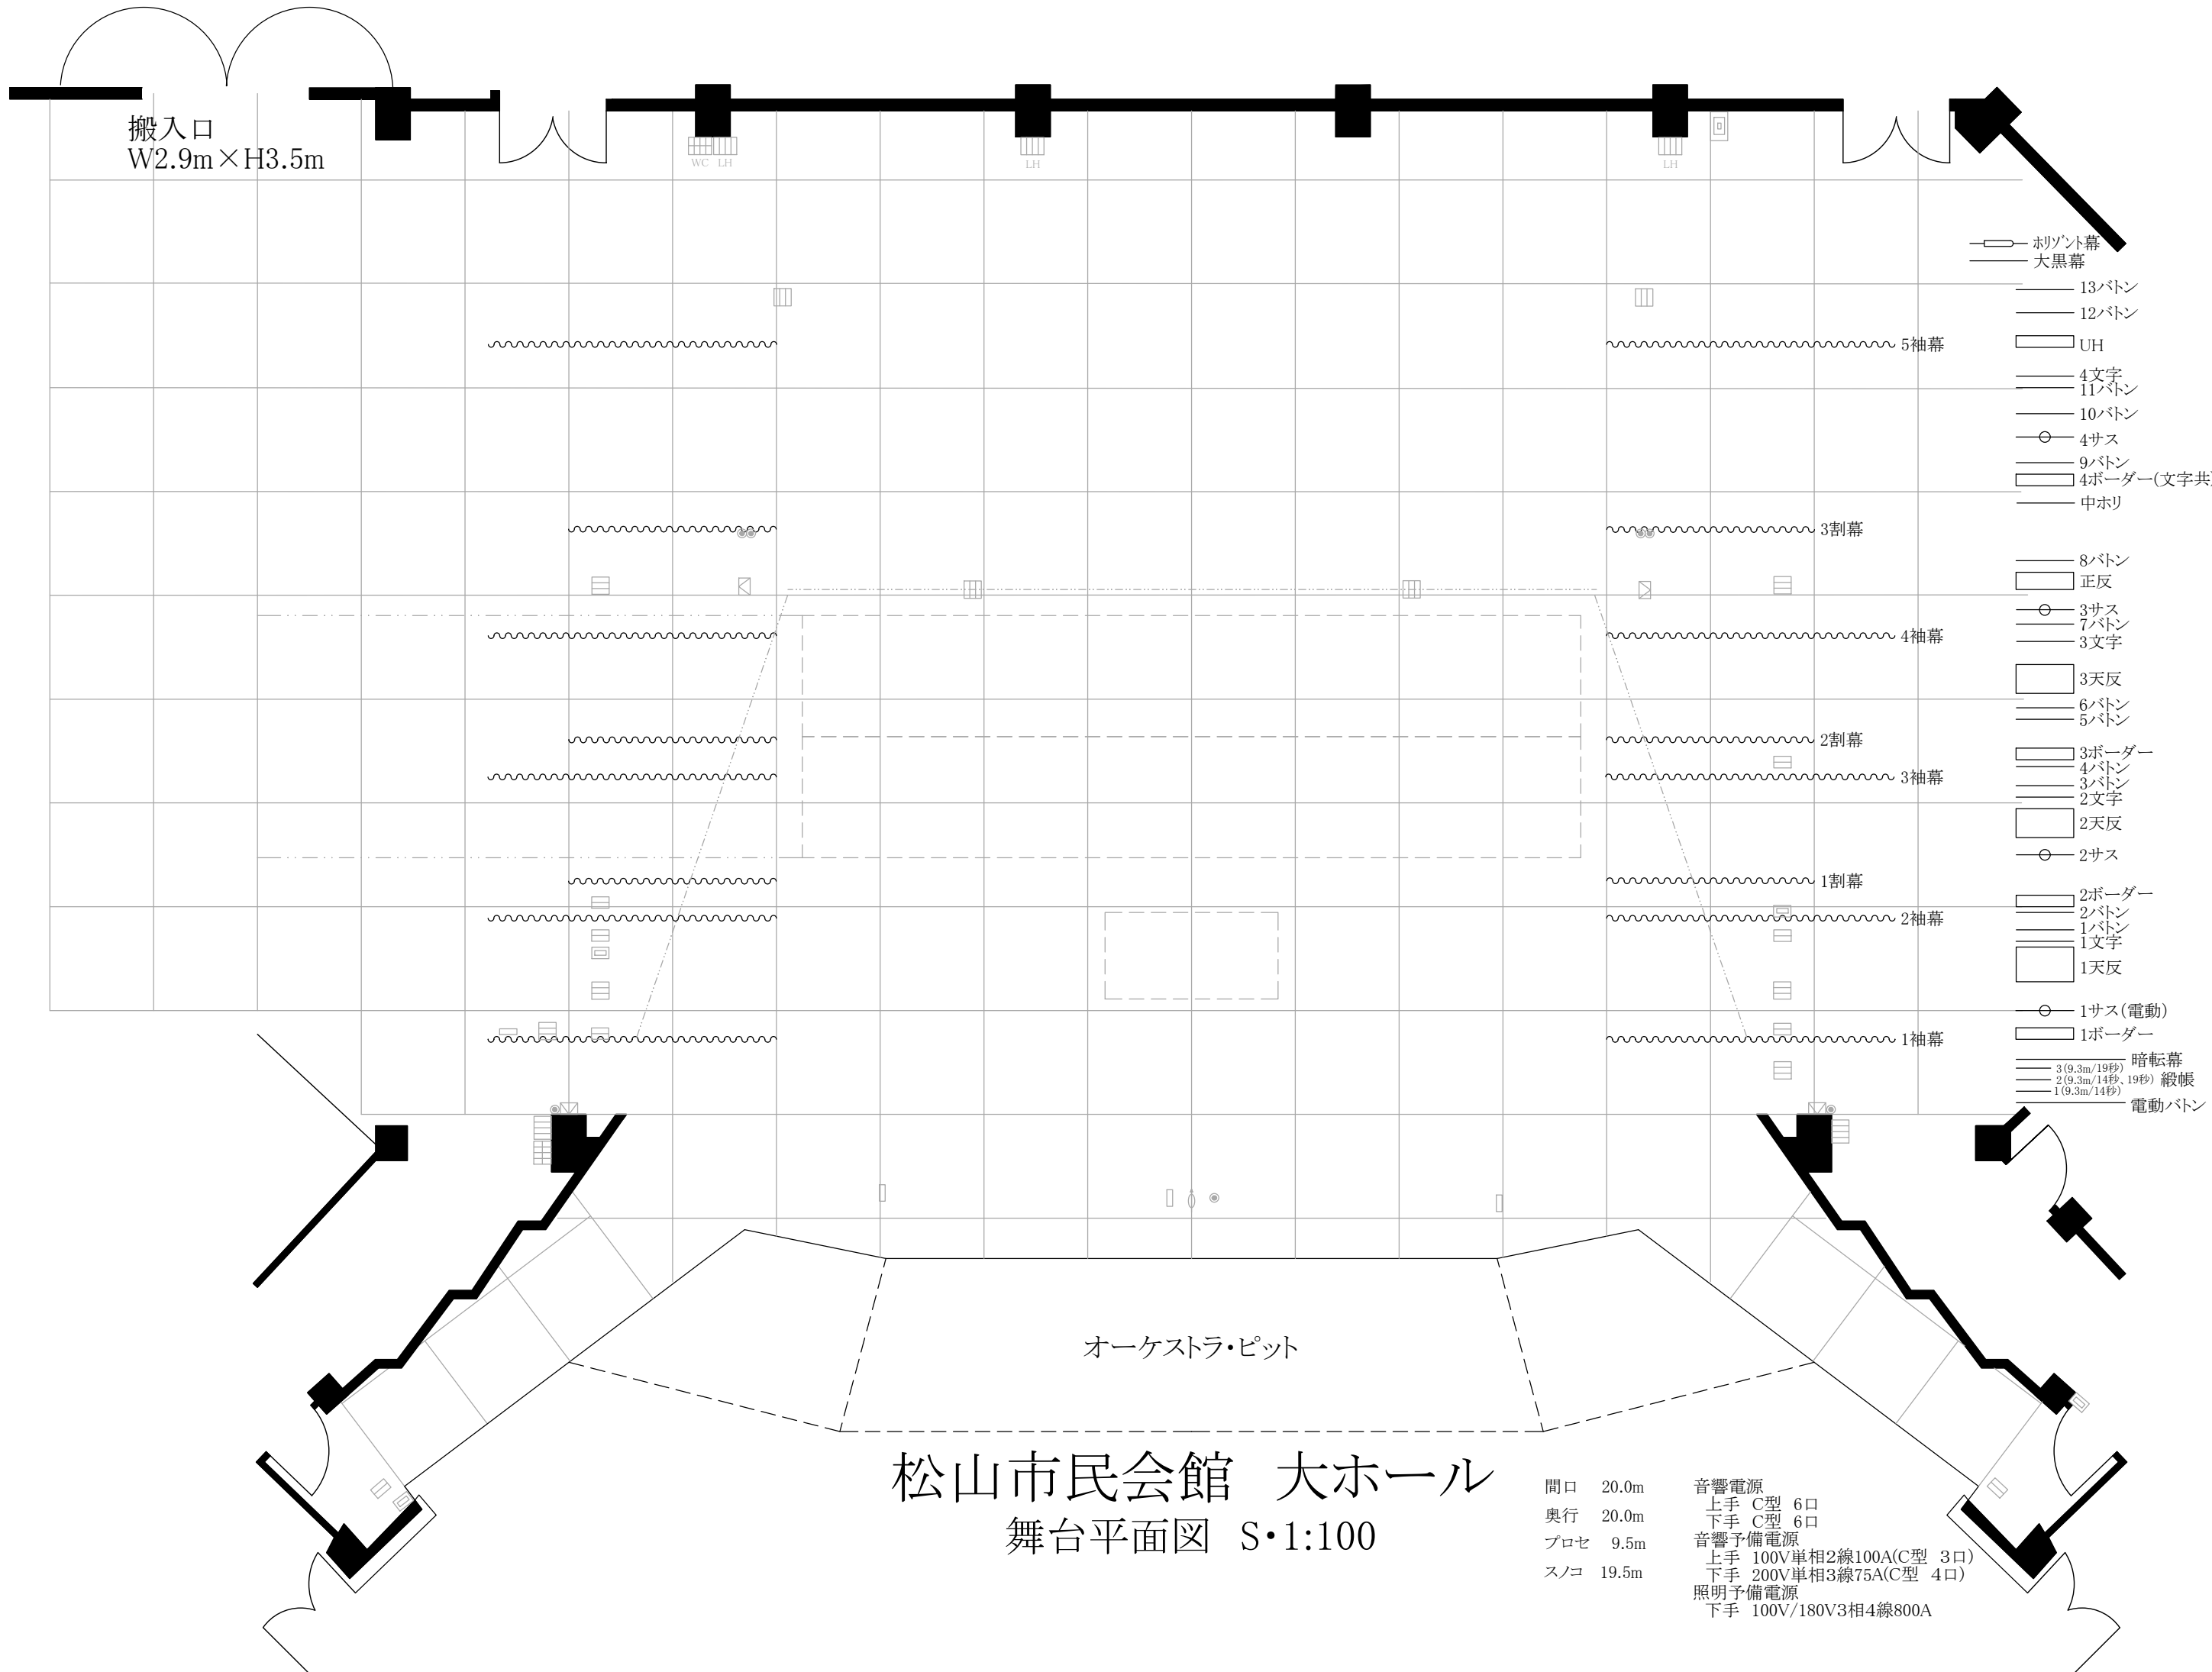 搬入口
W2.9m×H3.5m
WC LH
LH
LH
ﾎﾘｿﾞﾝﾄ幕
大黒幕
13バトン
12バトン
UH
5袖幕
4文字
11バトン
10バトン
4サス
9バトン
4ボーダー(文字共)
中ホリ
3割幕
8バトン
正反
3サス
7バトン
4袖幕
3文字
3天反
6バトン
5バトン
2割幕
3ボーダー
4バトン
3袖幕
3バトン
2文字
2天反
2サス
1割幕
2ボーダー
2バトン
2袖幕
1バトン
1文字
1天反
1サス(電動)
1ボーダー
1袖幕
暗転幕
3(9.3m/19秒)
2(9.3m/14秒、19秒) 緞帳
1(9.3m/14秒)
電動バトン
オーケストラ・ピット
松山市民会館 大ホール
舞台平面図 S・1:100
間口 20.0m
奥行 20.0m
プロセ 9.5m
スノコ 19.5m
音響電源
上手 C型 6口
下手 C型 6口
音響予備電源
上手 100V単相2線100A(C型 3口)
下手 200V単相3線75A(C型 4口)
照明予備電源
下手 100V/180V3相4線800A